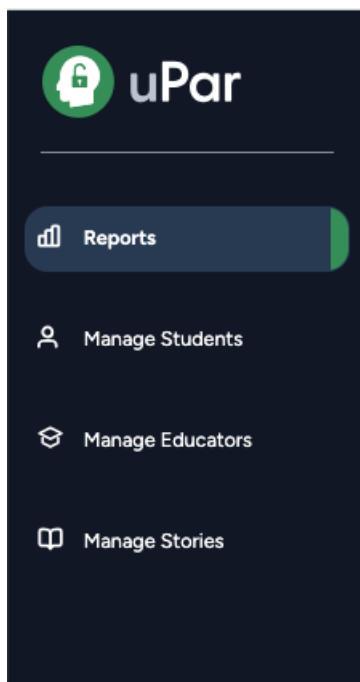 uPar
Reports
Manage Students
Manage Educators
Manage Stories